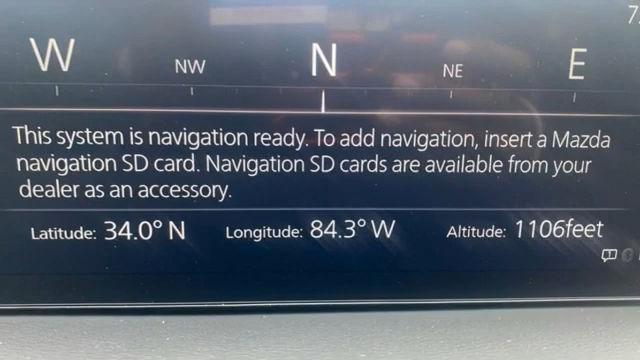 7
W NW N NE E
This system is navigation ready. To add navigation, insert a Mazda
navigation SD card. Navigation SD cards are available from your
dealer as an accessory.
Latitude: 34.0° N Longitude: 84.3° W Altitude: 1106feet